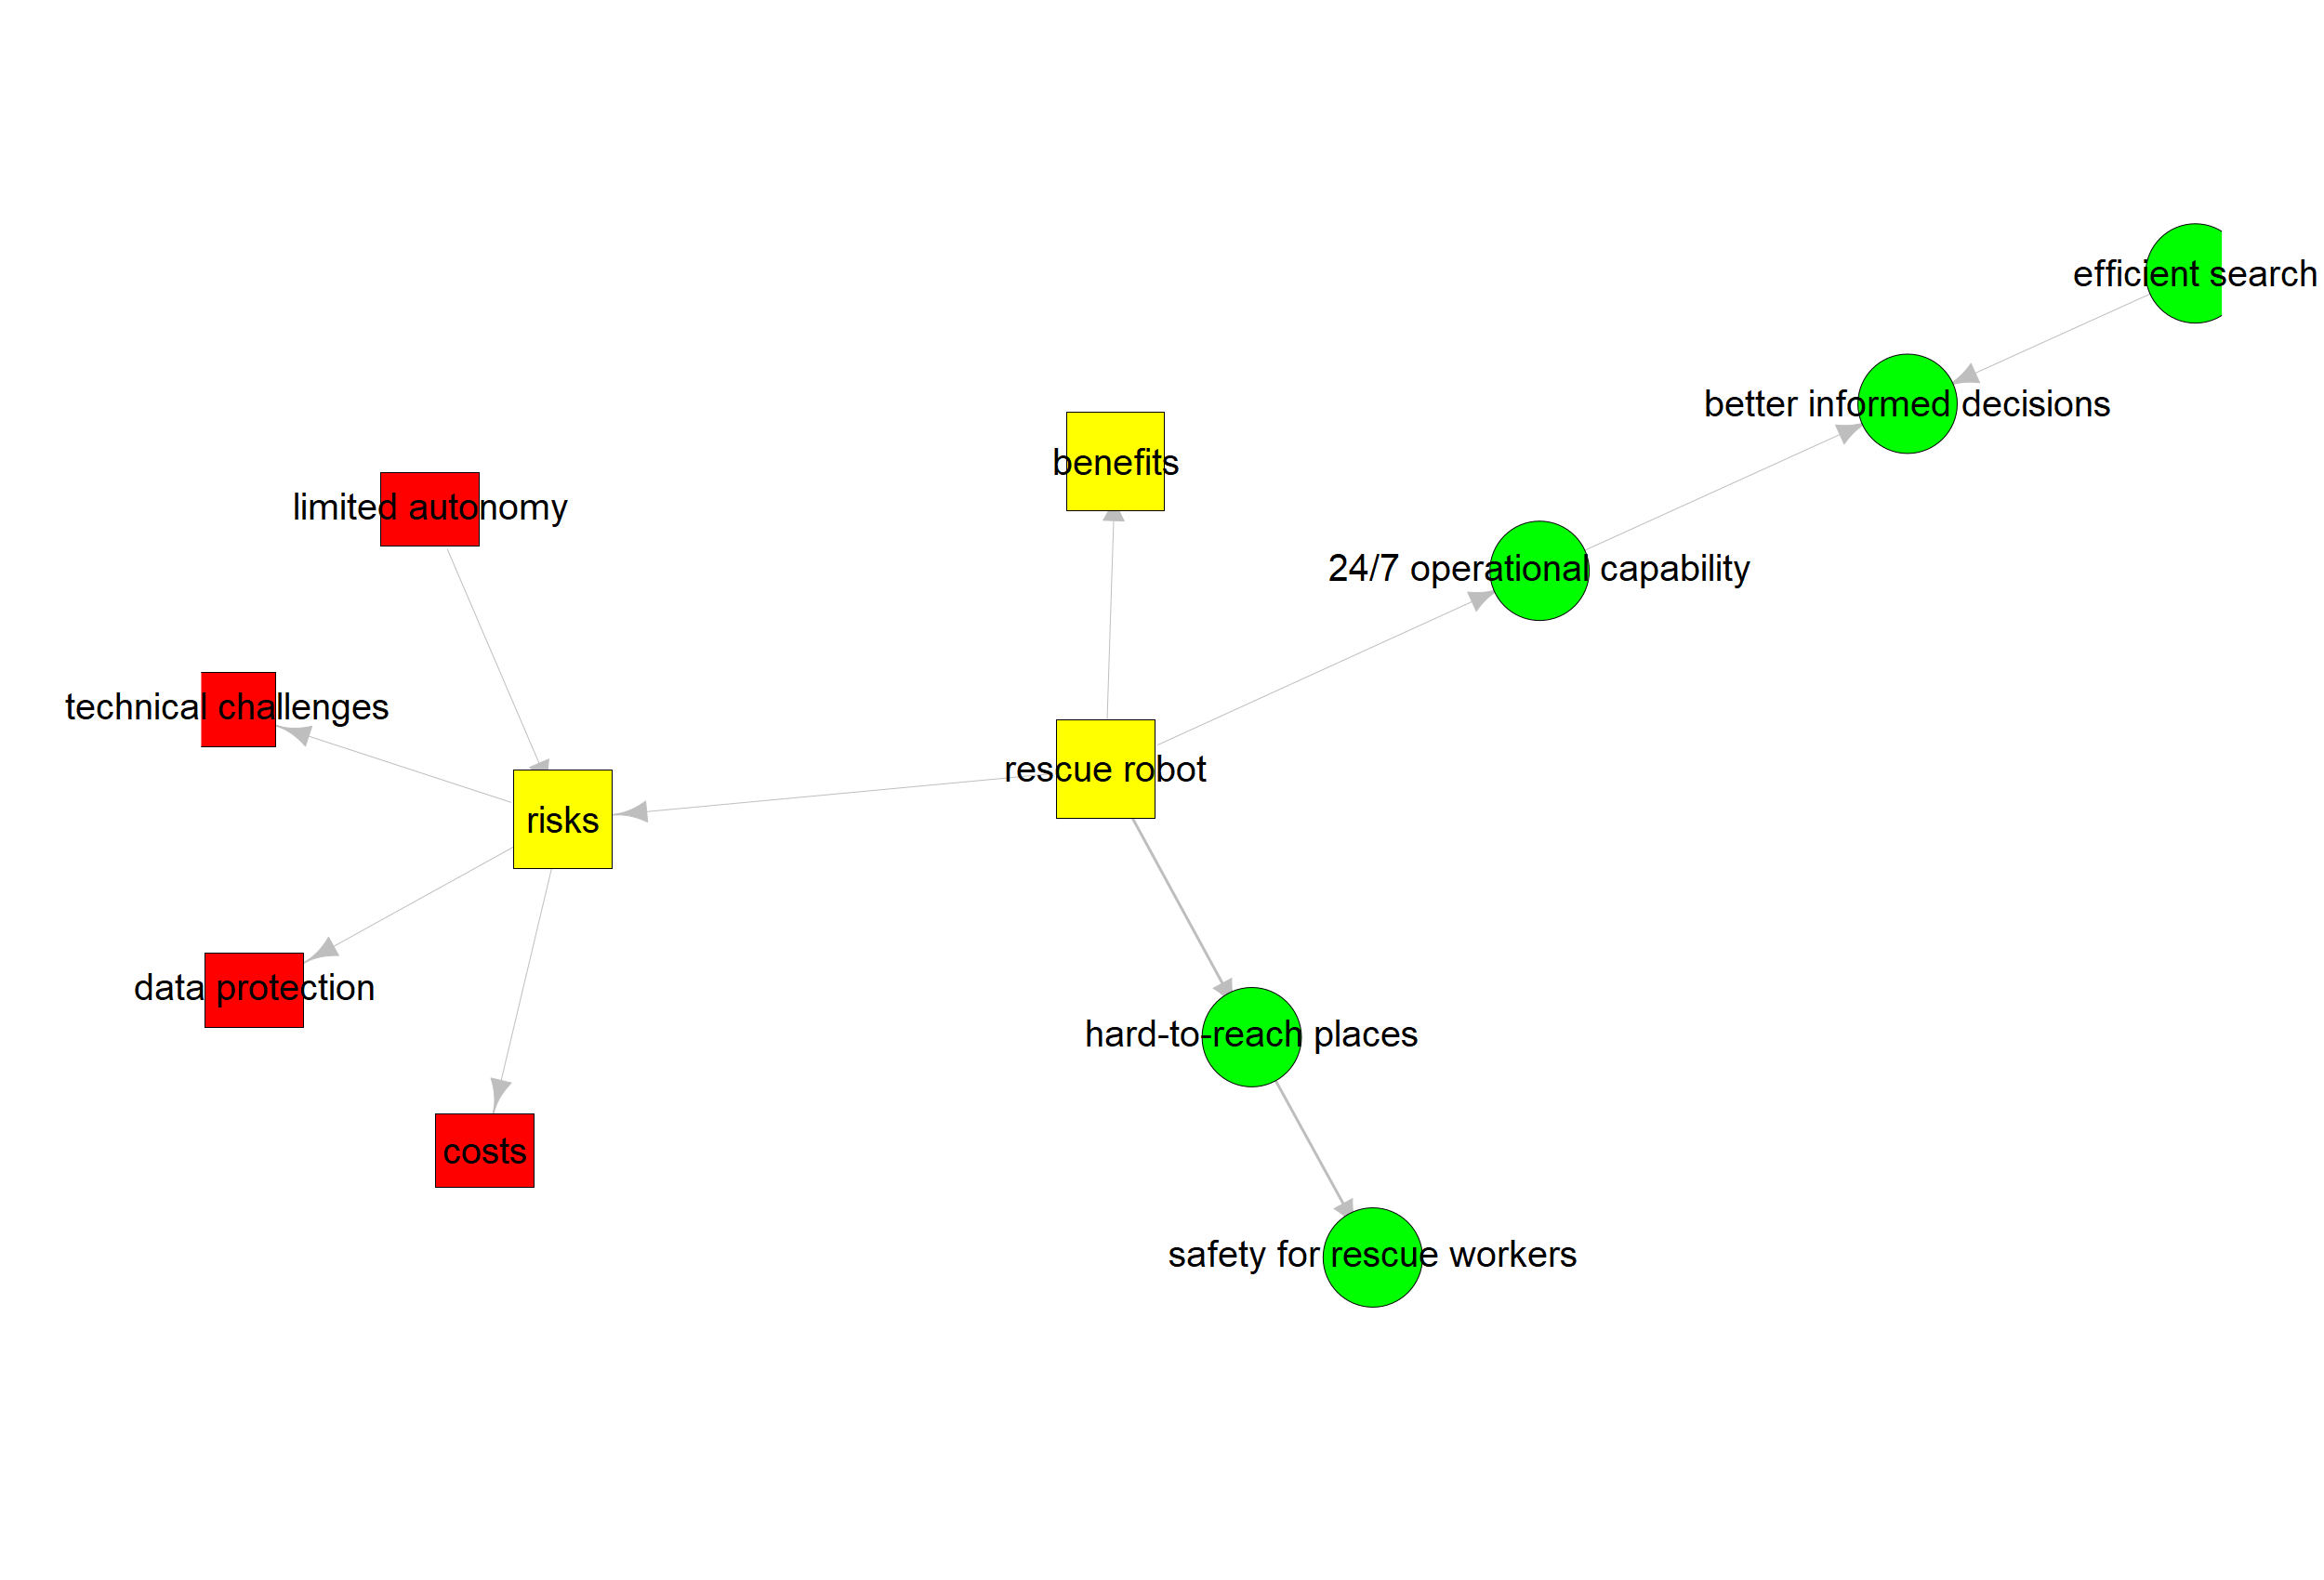 efficient search
better informed decisions
benefits
limited autonomy
24/7 operational capability
technical challenges
rescue robot
risks
data protection
hard-to-reach places
costs
safety for rescue workers